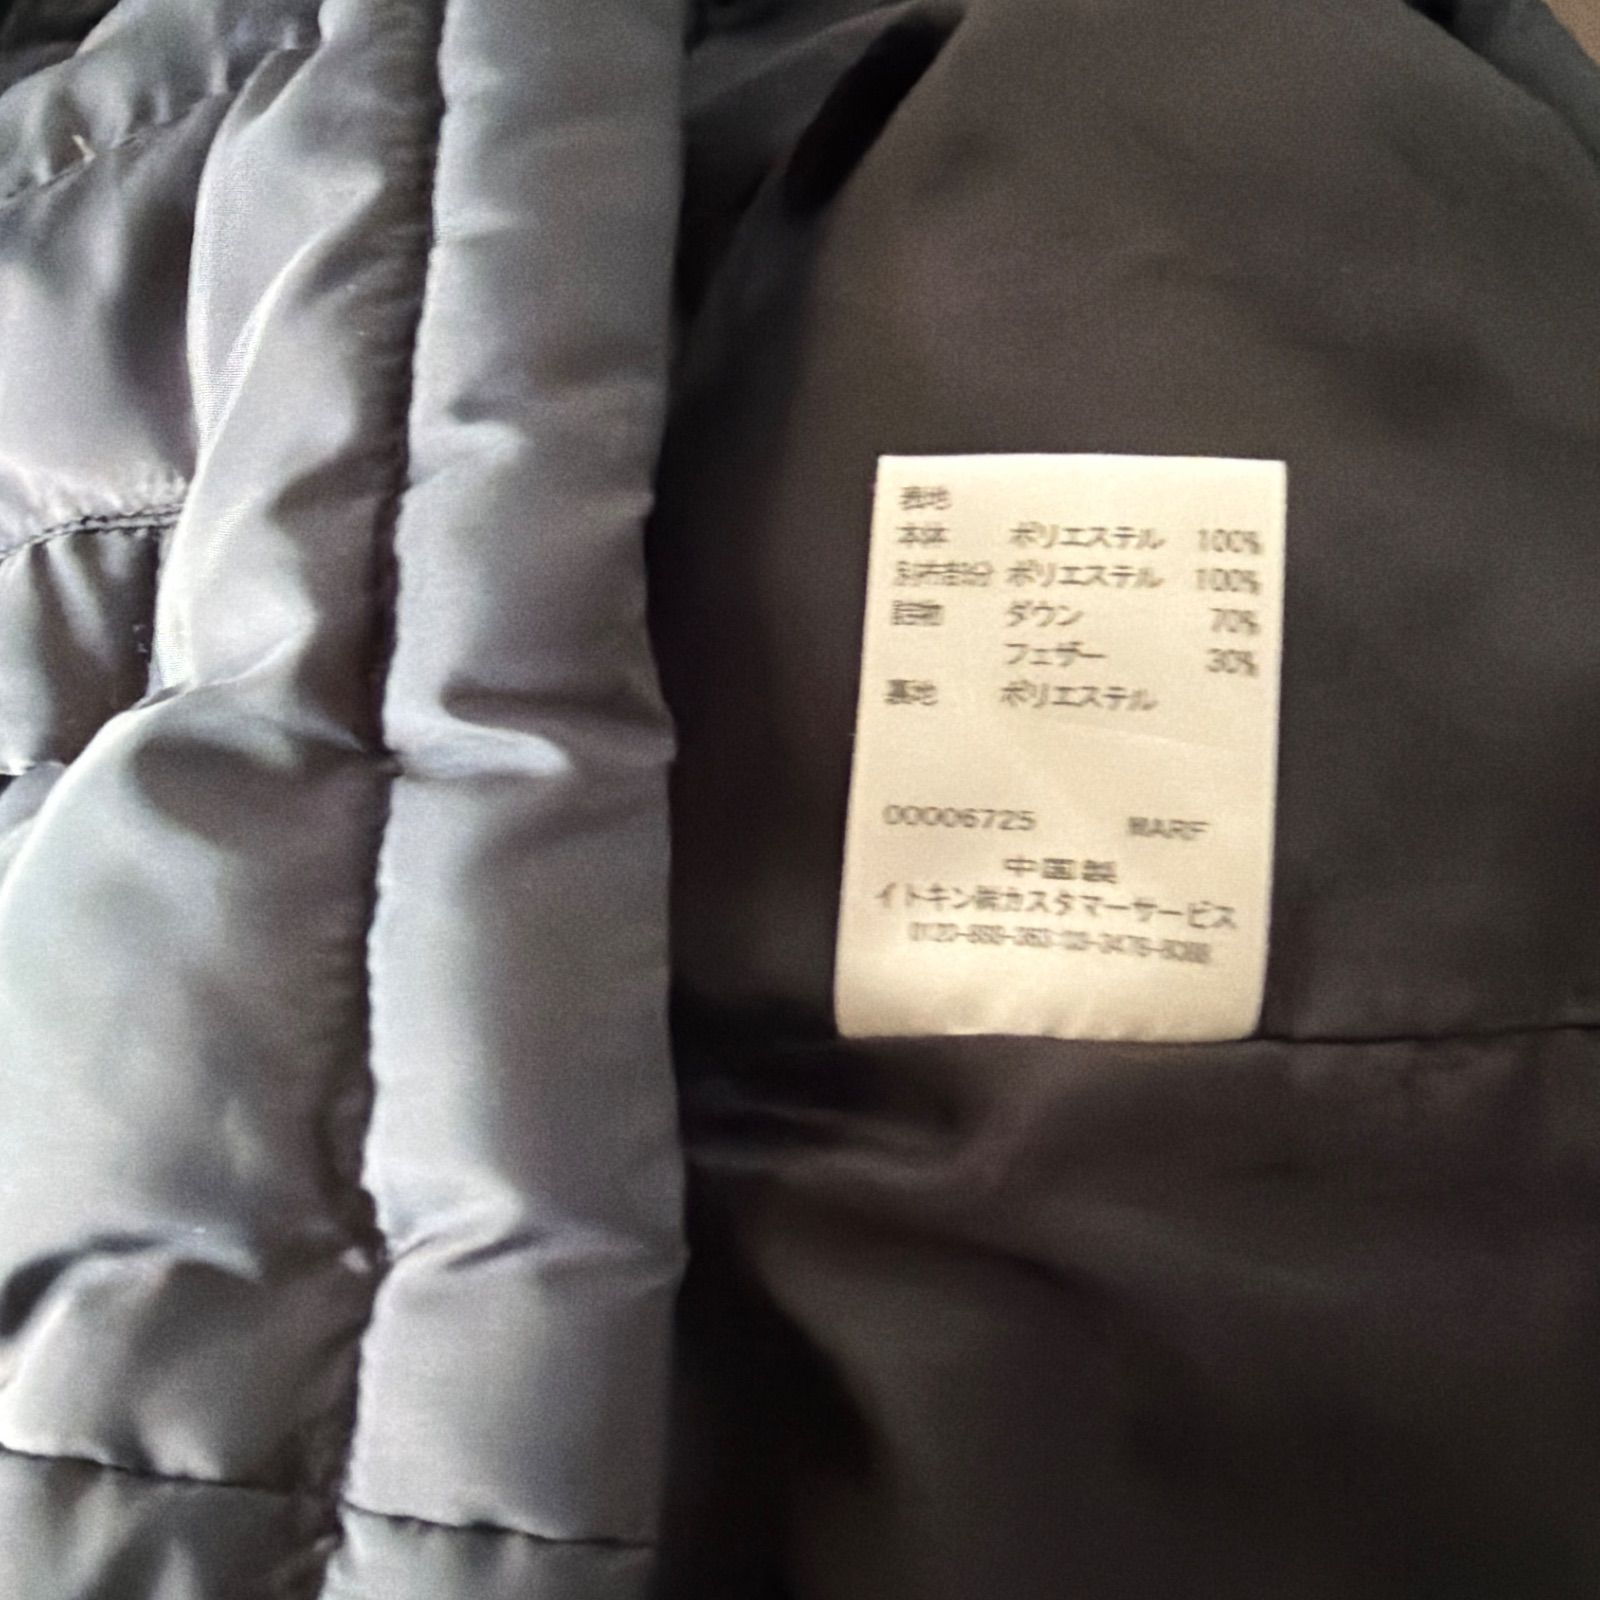 表地
本体 ポリエステル 100%
別布部分 ポリエステル 100%
詰物 ダウン 70%
フェザー 30%
裏地 ポリエステル
00006725
中国製
イトキン㈱カスタマーサービス